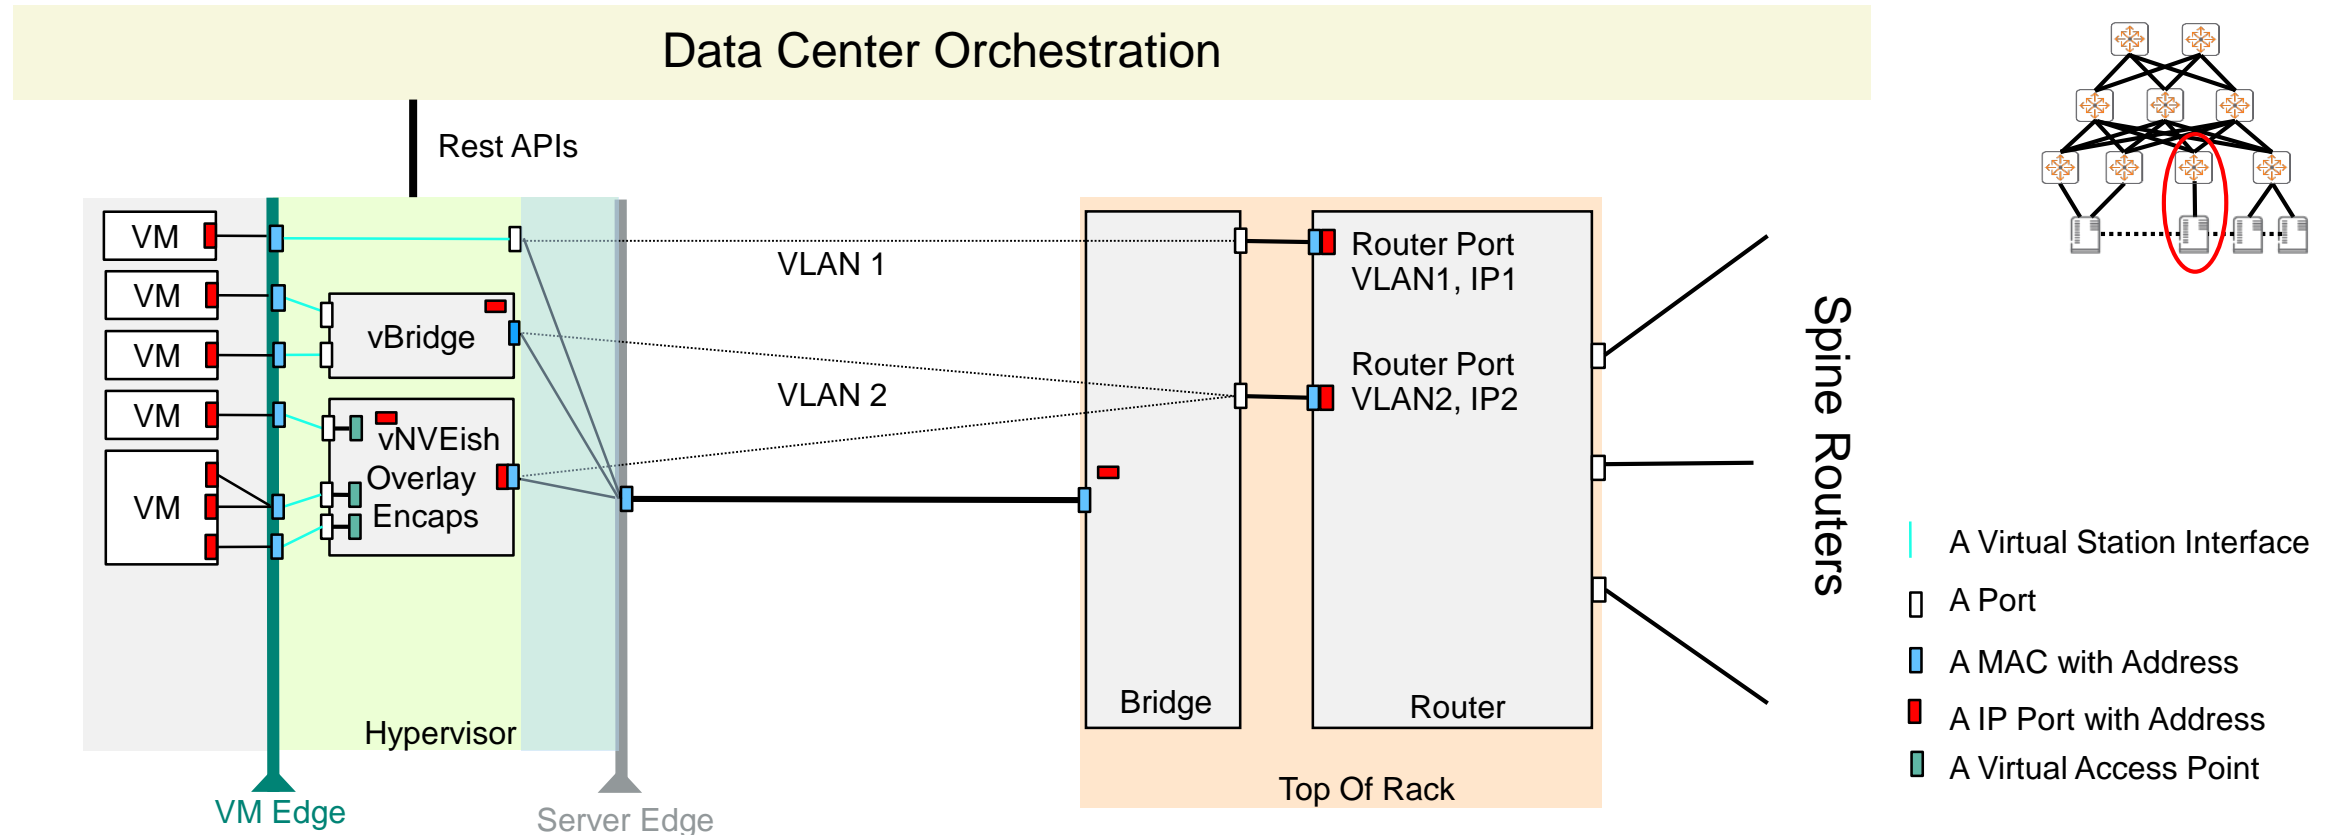 Data Center Orchestration
Rest APIs
VM
VM
VM
VM
VM
vBridge
vNVEish
Overlay
Encaps
Hypervisor
VM Edge
Server Edge
VLAN 1
VLAN 2
Router Port
VLAN1, IP1
Router Port
VLAN2, IP2
Bridge
Router
Top Of Rack
Spine Routers
A Virtual Station Interface
A Port
A MAC with Address
A IP Port with Address
A Virtual Access Point